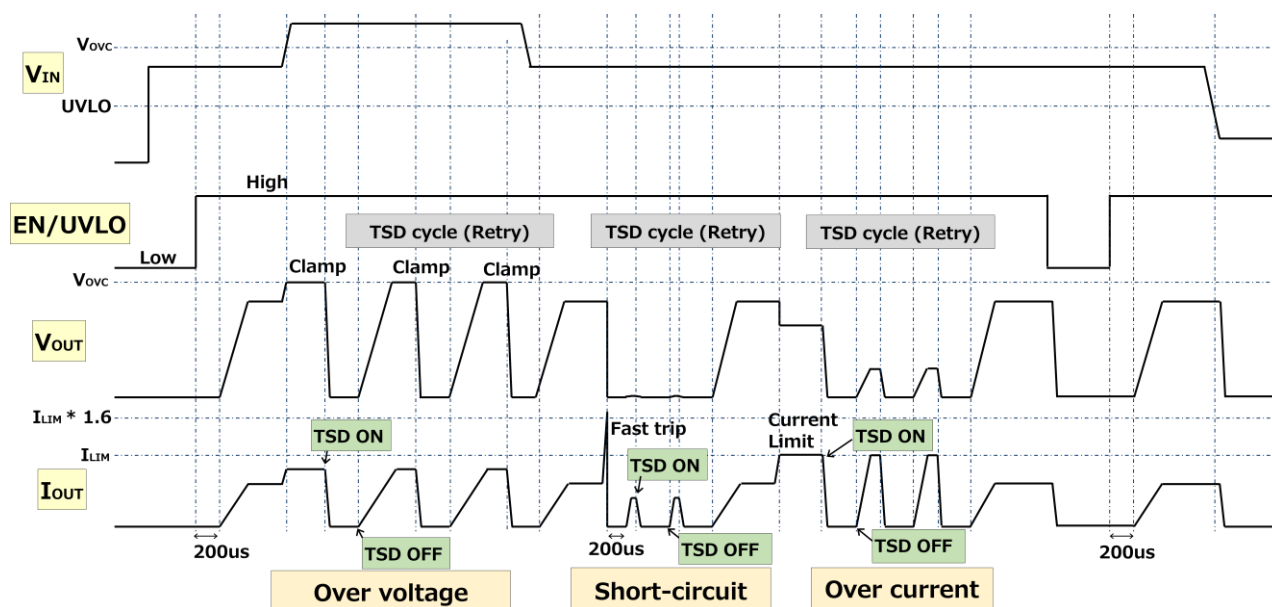 VOVC
VIN
UVLO
High
EN/UVLO
TSD cycle (Retry)
TSD cycle (Retry)
TSD cycle (Retry)
Low
Clamp
Clamp
Clamp
VOVC
VOUT
ILIM * 1.6
TSD ON
Fast trip
Current
Limit
TSD ON
TSD ON
ILIM
IOUT
200us
TSD OFF
200us
TSD OFF
TSD OFF
200us
Over voltage
Short-circuit
Over current